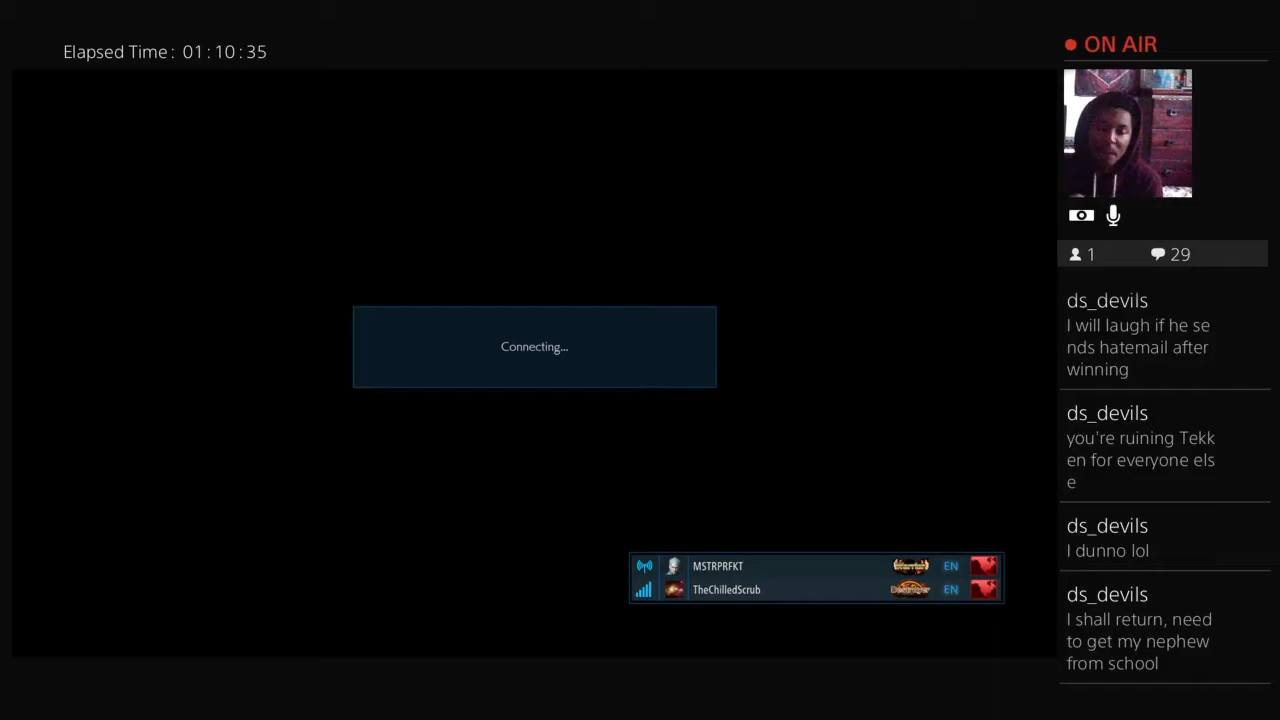 Elapsed Time: 01:10:35
ON AIR
1 29
ds_devils
I will laugh if he se
nds hatemail after
winning
ds_devils
you're ruining Tekk
en for everyone els
e
ds_devils
I dunno lol
ds_devils
I shall return, need
to get my nephew
from school
Connecting...
MSTRPRFKT EN
TheChilledScrub Destroyer EN